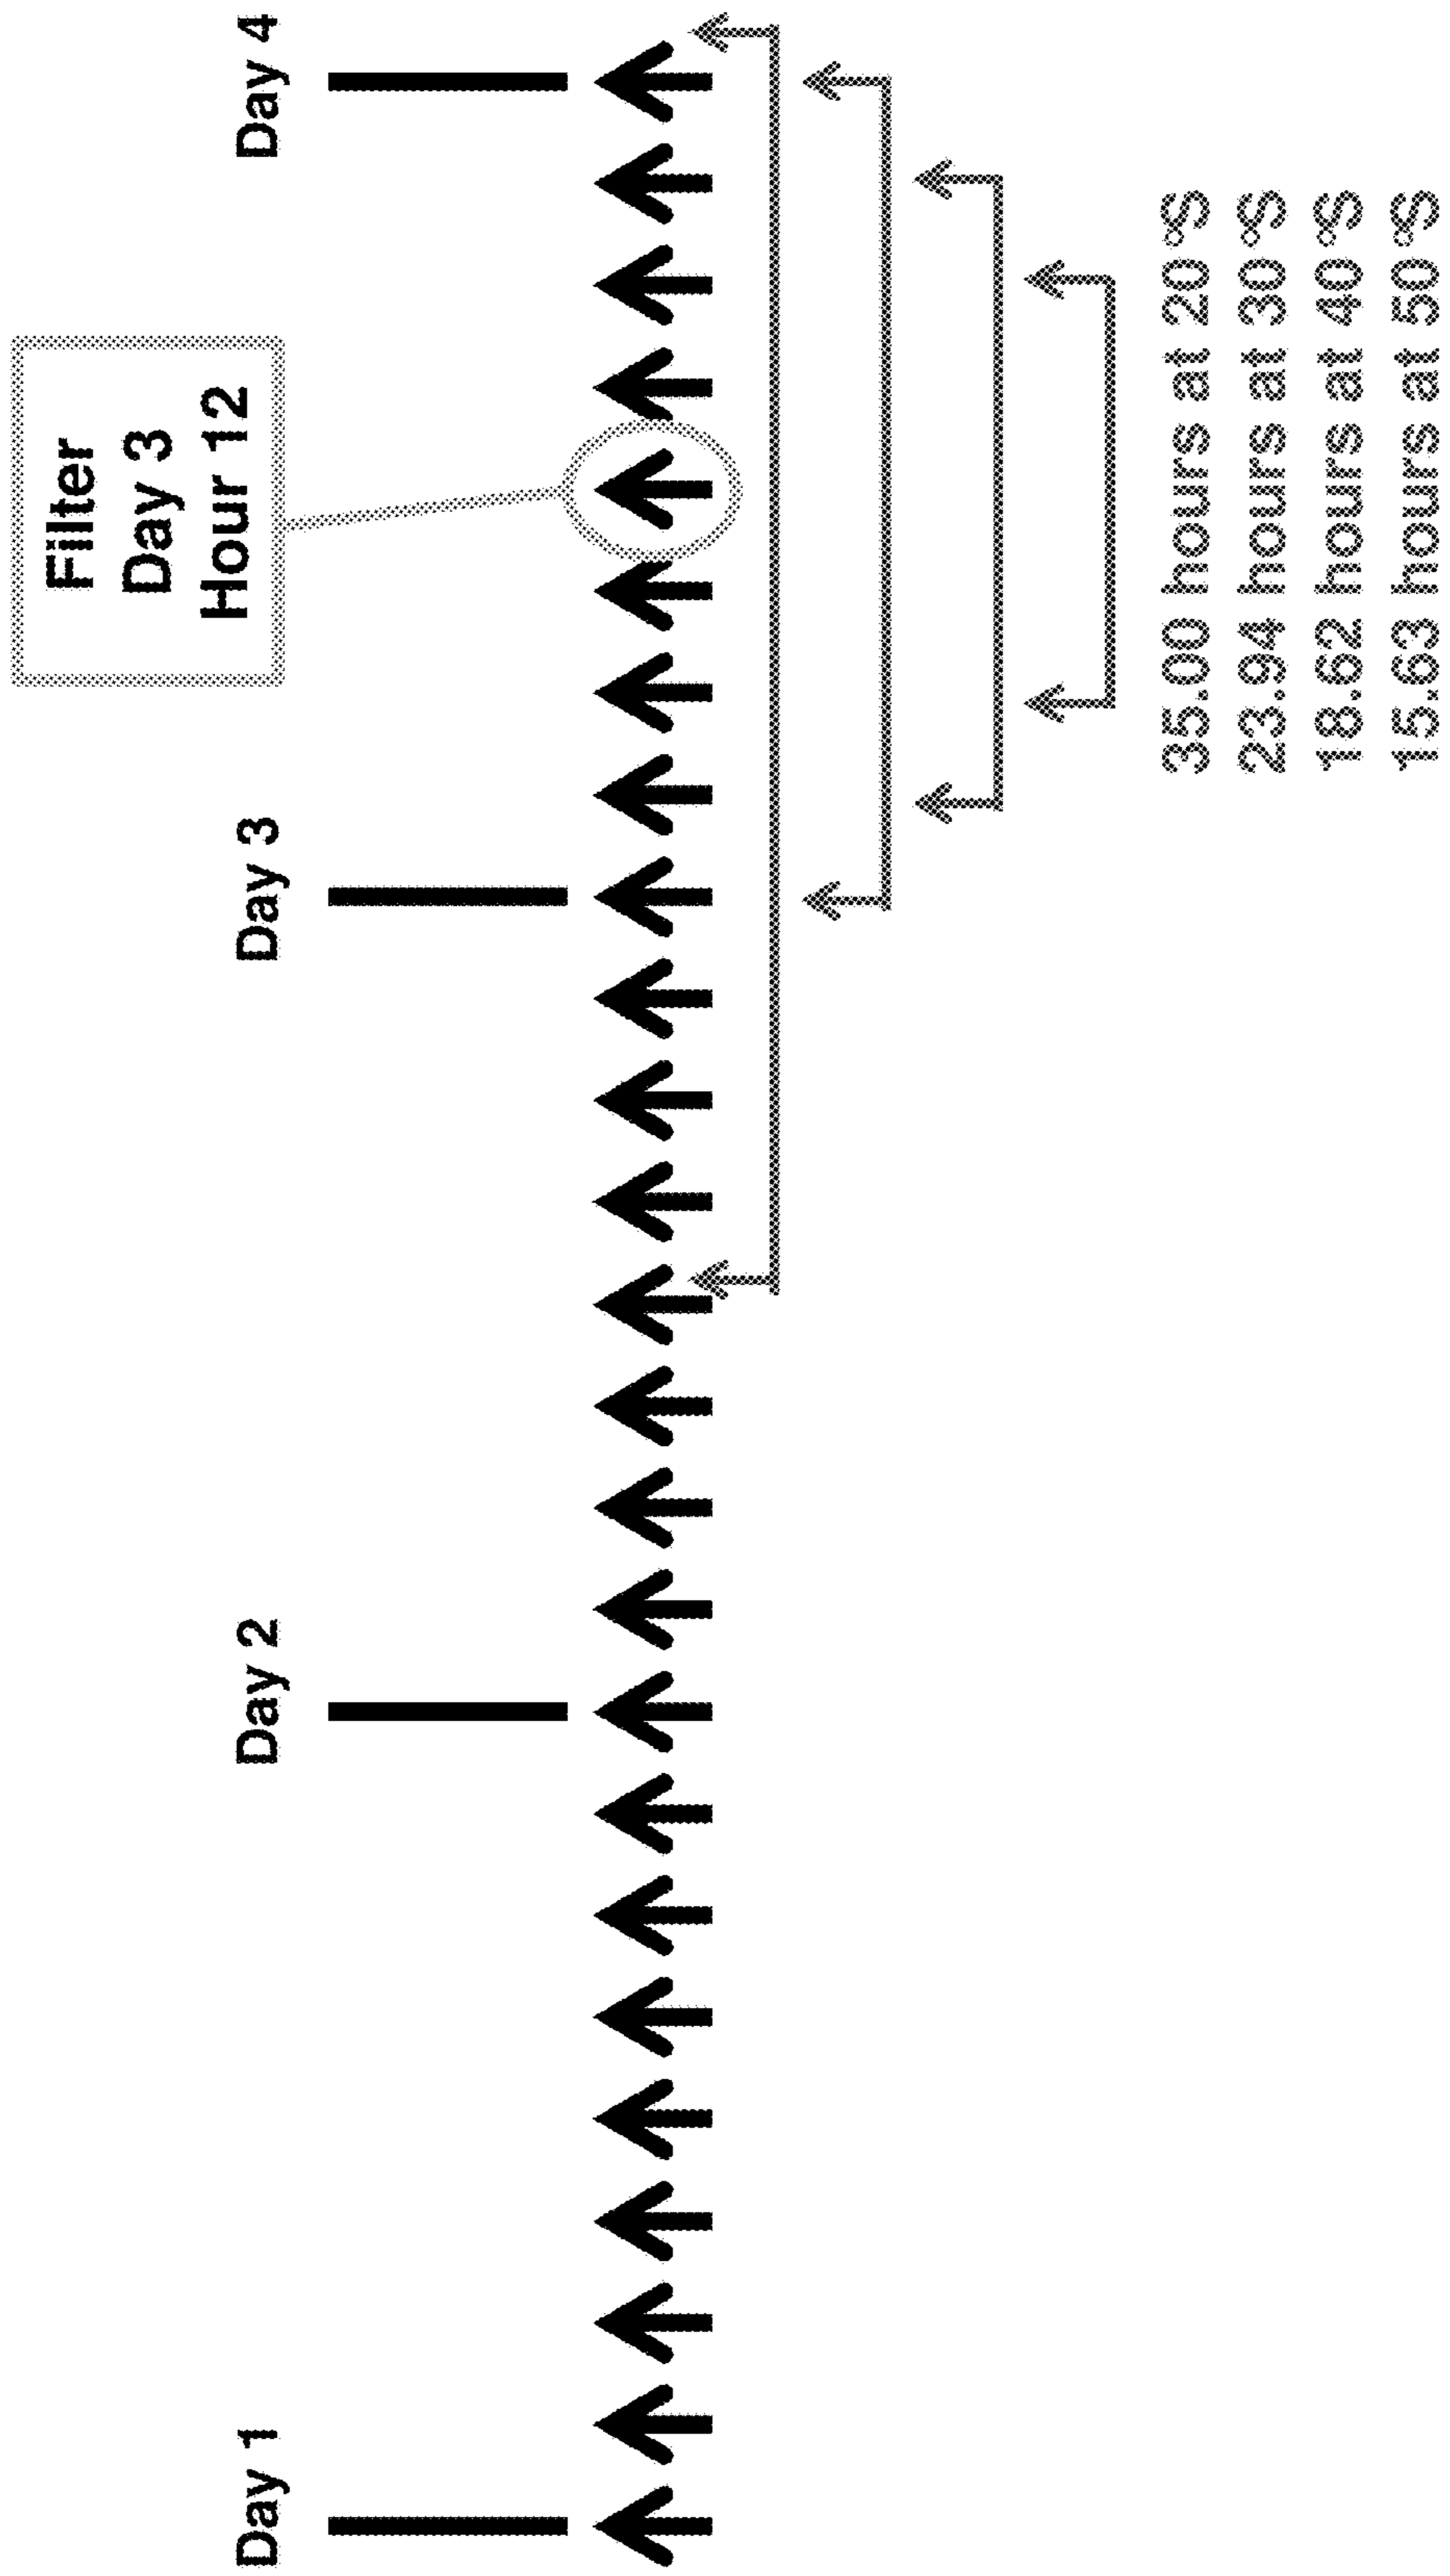 Filter
Day 3
Hour 12
Day 1
Day 2
Day 3
Day 4
35.00 hours at 20°S
23.94 hours at 30°S
18.62 hours at 40°S
15.63 hours at 50°S